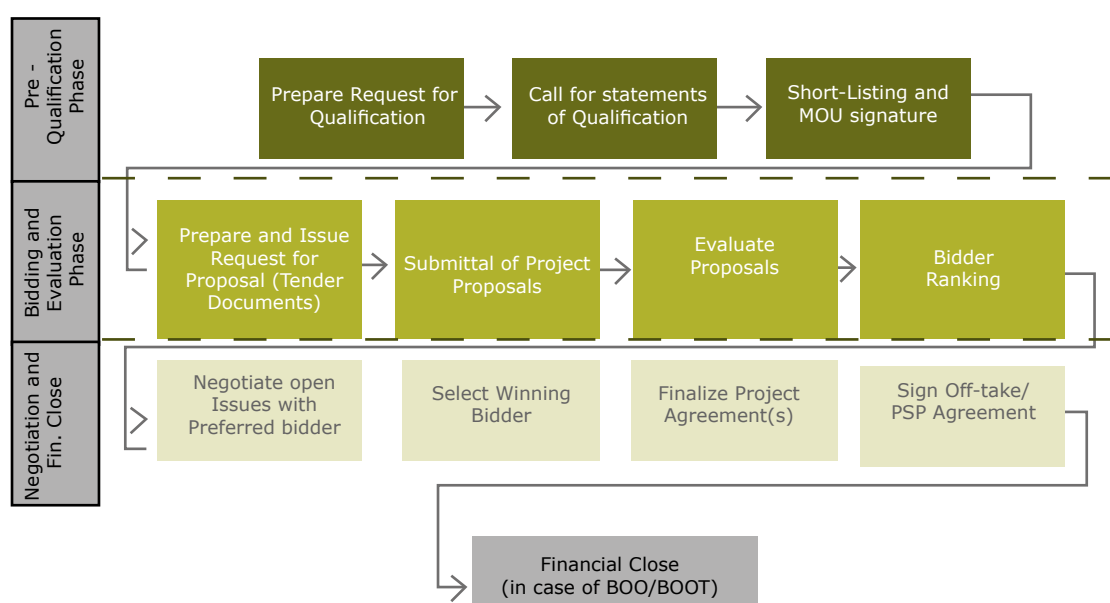 Pre -
Qualification
Phase
Prepare Request for
Qualification
Call for statements
of Qualification
Short-Listing and
MOU signature
Bidding and
Evaluation
Phase
Prepare and Issue
Request for
Proposal (Tender
Documents)
Submittal of Project
Proposals
Evaluate
Proposals
Bidder
Ranking
Negotiation and
Fin. Close
Negotiate open
Issues with
Preferred bidder
Select Winning
Bidder
Finalize Project
Agreement(s)
Sign Off-take/
PSP Agreement
Financial Close
(in case of BOO/BOOT)